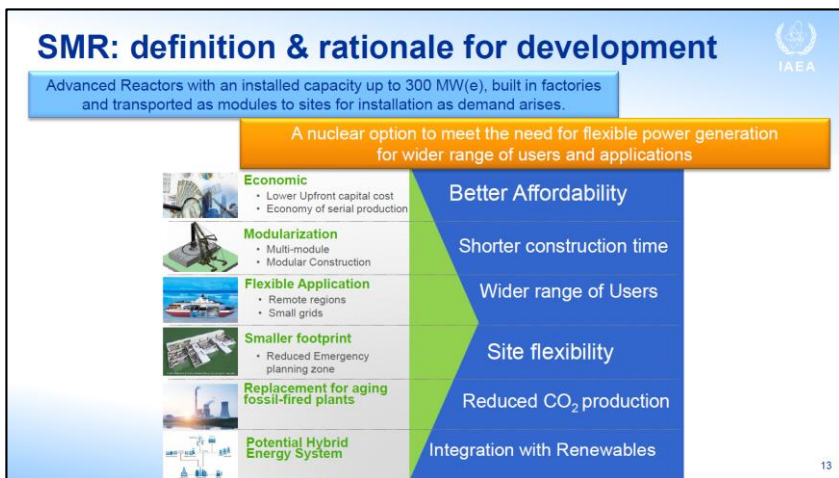 SMR: definition & rationale for development
IAEA
Advanced Reactors with an installed capacity up to 300 MW(e), built in factories
and transported as modules to sites for installation as demand arises.
A nuclear option to meet the need for flexible power generation
for wider range of users and applications
Economic
• Lower Upfront capital cost
• Economy of serial production
Better Affordability
Modularization
• Multi-module
• Modular Construction
Shorter construction time
Flexible Application
• Remote regions
• Small grids
Wider range of Users
Smaller footprint
• Reduced Emergency
planning zone
Site flexibility
Replacement for aging
fossil-fired plants
Reduced CO₂ production
Potential Hybrid
Energy System
Integration with Renewables
13